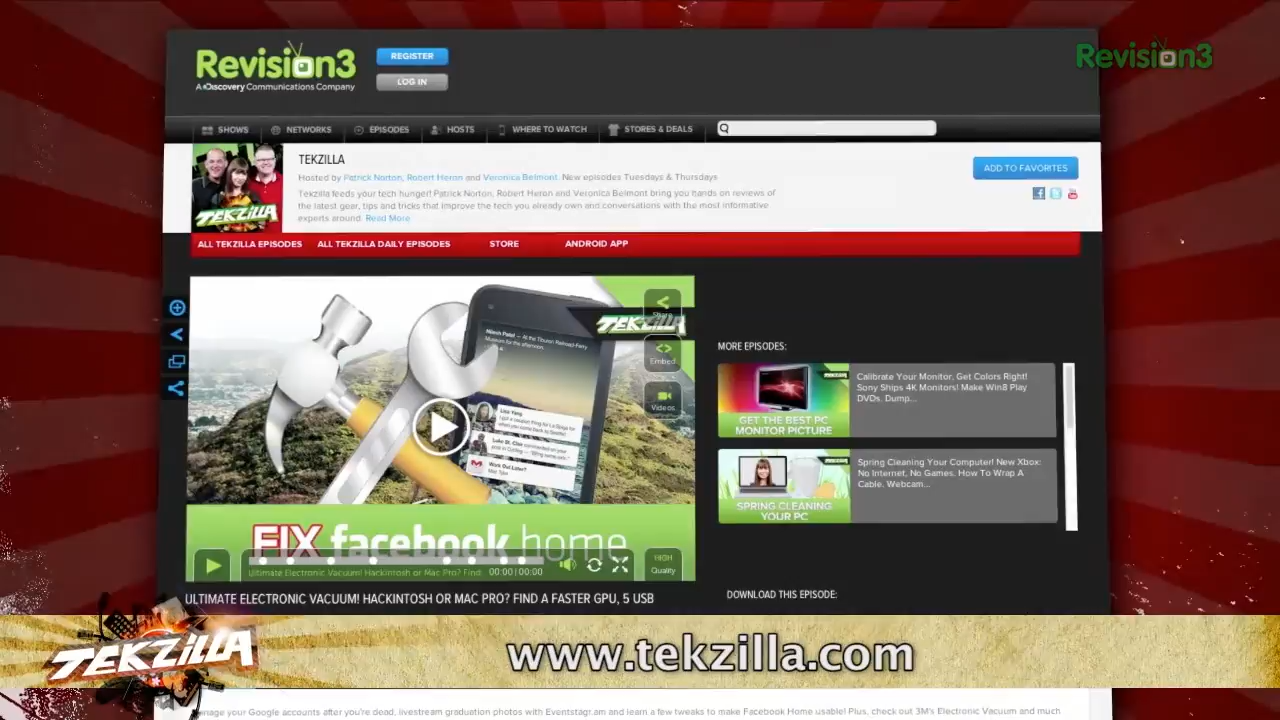 Revision3
A Discovery Communications Company
REGISTER
LOG IN
Revision3
SHOWS
NETWORKS
EPISODES
HOSTS
WHERE TO WATCH
STORES & DEALS
TEKZILLA
TEKZILLA
Hosted by Patrick Norton, Robert Heron and Veronica Belmont. New episodes Tuesdays & Thursdays
Tekzilla feeds your tech hunger! Patrick Norton, Robert Heron and Veronica Belmont bring you hands on reviews of
the latest gear, tips and tricks that improve the tech you already own and conversations with the most informative
experts around. Read More
ADD TO FAVORITES
ALL TEKZILLA EPISODES
ALL TEKZILLA DAILY EPISODES
STORE
ANDROID APP
TEKZILLA
Share
Embed
Videos
At the Tiburon Railroad-Ferry
Museum for the afternoon.
FIX facebook home
Ultimate Electronic Vacuum! Hackintosh or Mac Pro? Find
00:00|00:00
HIGH
Quality
MORE EPISODES:
GET THE BEST PC
MONITOR PICTURE
Calibrate Your Monitor, Get Colors Right!
Sony Ships 4K Monitors! Make Win8 Play
DVDs, Dump...
SPRING CLEANING
YOUR PC
Spring Cleaning Your Computer! New Xbox:
No Internet, No Games. How To Wrap A
Cable. Webcam...
ULTIMATE ELECTRONIC VACUUM! HACKINTOSH OR MAC PRO? FIND A FASTER GPU, 5 USB
DOWNLOAD THIS EPISODE:
TEKZILLA
www.tekzilla.com
your Google accounts after you're dead, livestream graduation photos with Eventstagr.am and learn a few tweaks to make Facebook Home usable! Plus, check out 3M's Electronic Vacuum and much